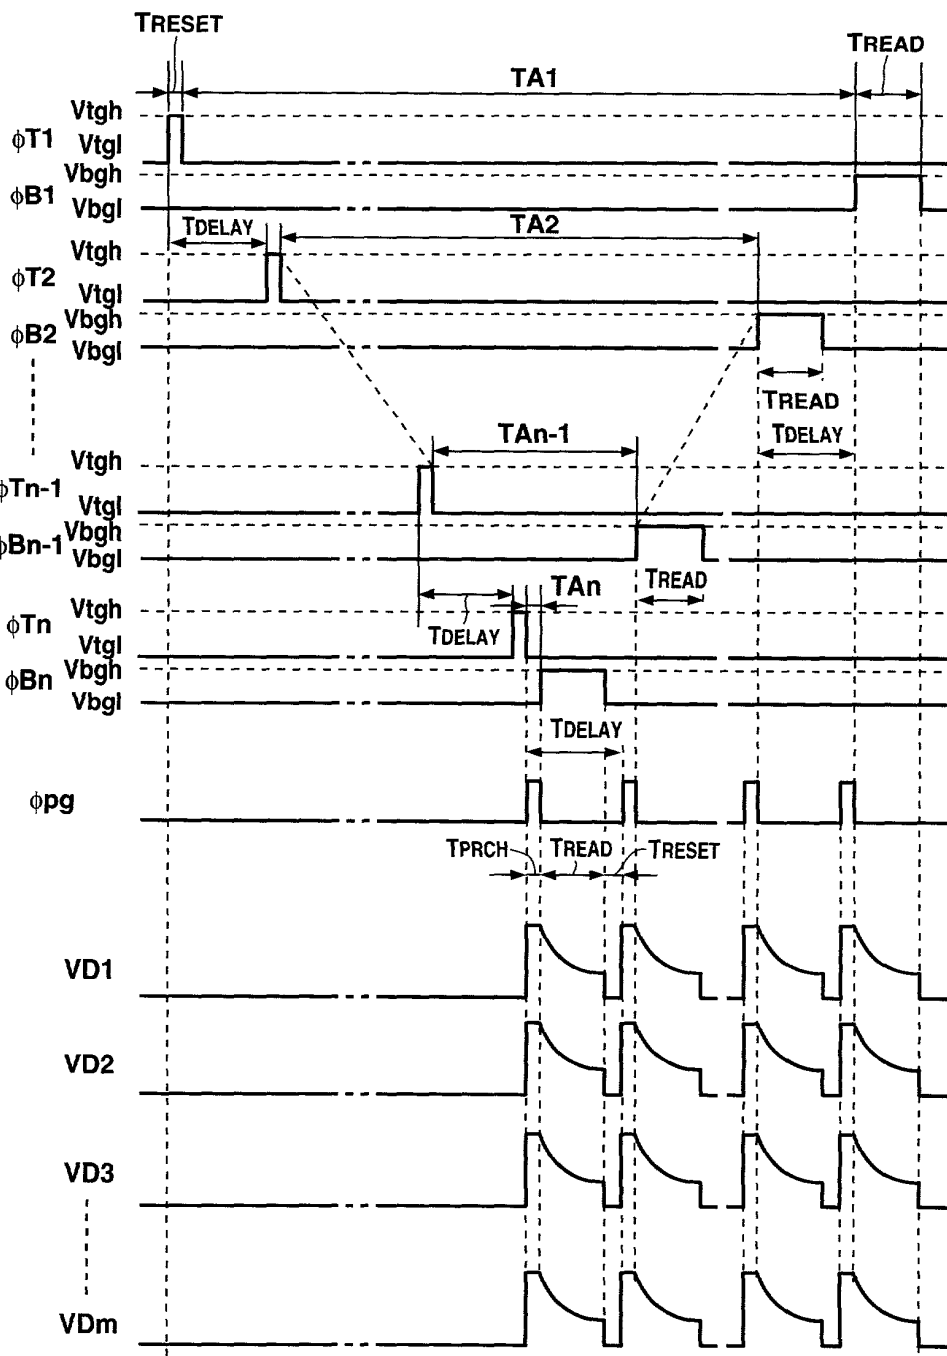 TRESET
TREAD
TA1
Vtgh
ϕT1
Vtgl
Vbgh
ϕB1
Vbgl
TDELAY
TA2
Vtgh
ϕT2
Vtgl
Vbgh
ϕB2
Vbgl
TREAD
TDELAY
TAn-1
Vtgh
ϕTn-1
Vtgl
Vbgh
ϕBn-1
Vbgl
TREAD
TAn
Vtgh
ϕTn
TDELAY
Vtgl
Vbgh
ϕBn
Vbgl
TDELAY
ϕpg
TPRCH TREAD TRESET
VD1
VD2
VD3
VDm